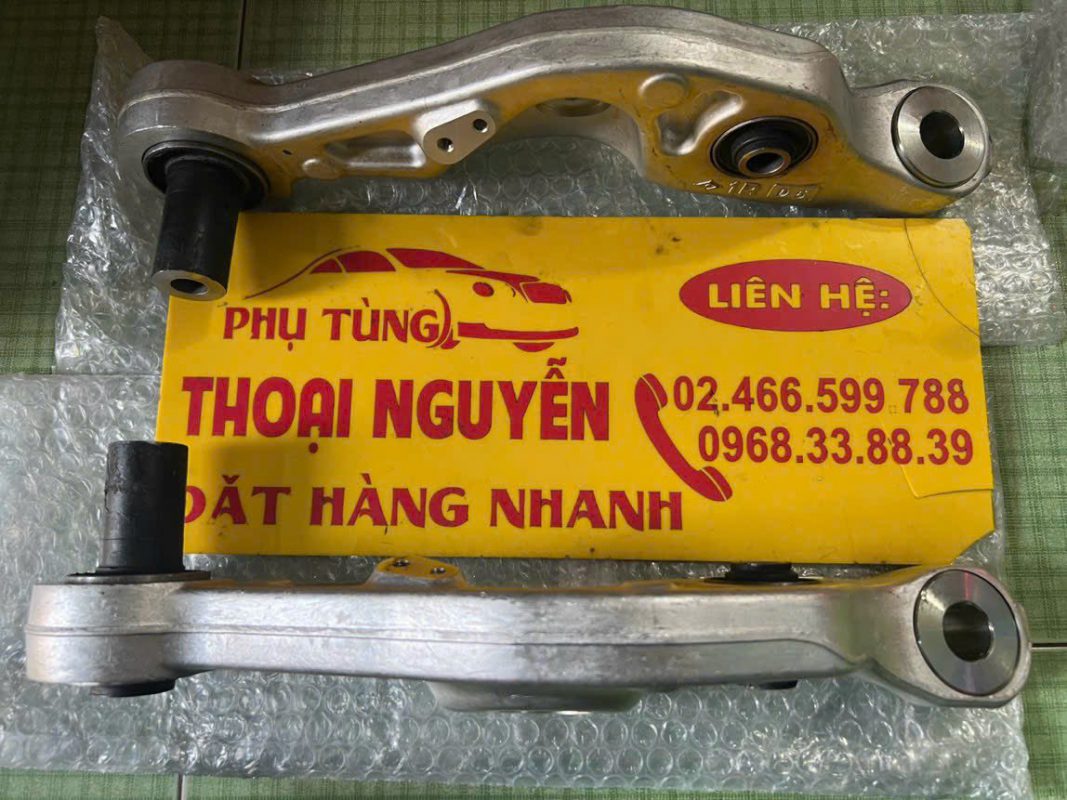 PHỤ TÙNG
THOẠI NGUYỄN
ĐẶT HÀNG NHANH
LIÊN HỆ:
02.466.599 788
0968.33.88.39